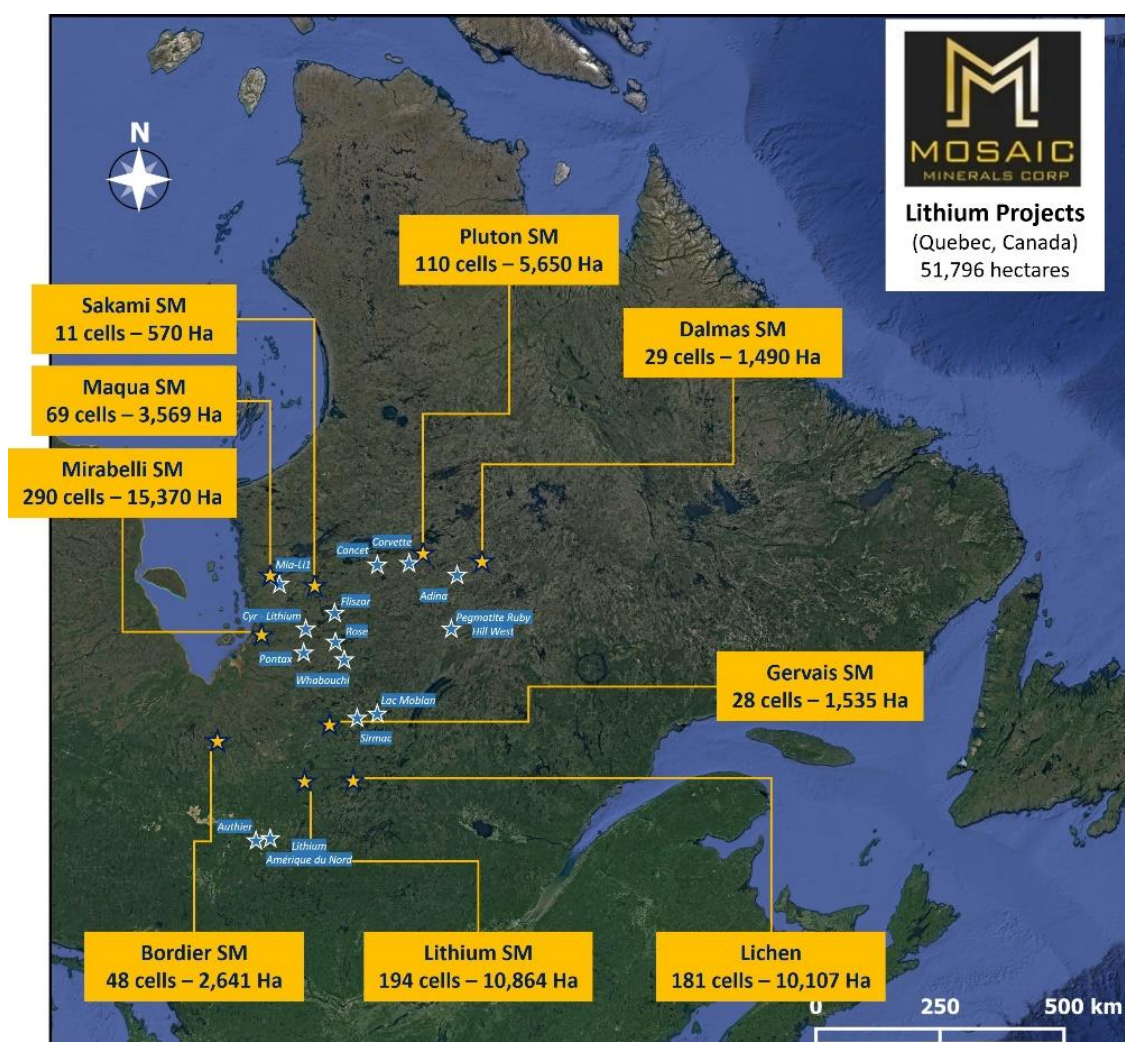 N
MOSAIC
MINERALS CORP
Lithium Projects
(Quebec, Canada)
51,796 hectares
Pluton SM
110 cells – 5,650 Ha
Sakami SM
11 cells – 570 Ha
Dalmas SM
29 cells – 1,490 Ha
Maqua SM
69 cells – 3,569 Ha
Mirabelli SM
290 cells – 15,370 Ha
Corvette
Cancet
Mia-Li1
Adina
Fliszar
Cyr - Lithium
Pegmatite Ruby
Hill West
Rose
Pontax
Whabouchi
Gervais SM
28 cells – 1,535 Ha
Lac Moblan
Sirmac
Authier
Lithium
Amérique du Nord
Bordier SM
48 cells – 2,641 Ha
Lithium SM
194 cells – 10,864 Ha
Lichen
181 cells – 10,107 Ha
0 250 500 km